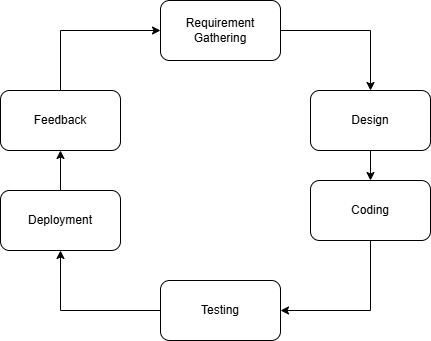 Requirement
Gathering
Design
Coding
Testing
Deployment
Feedback